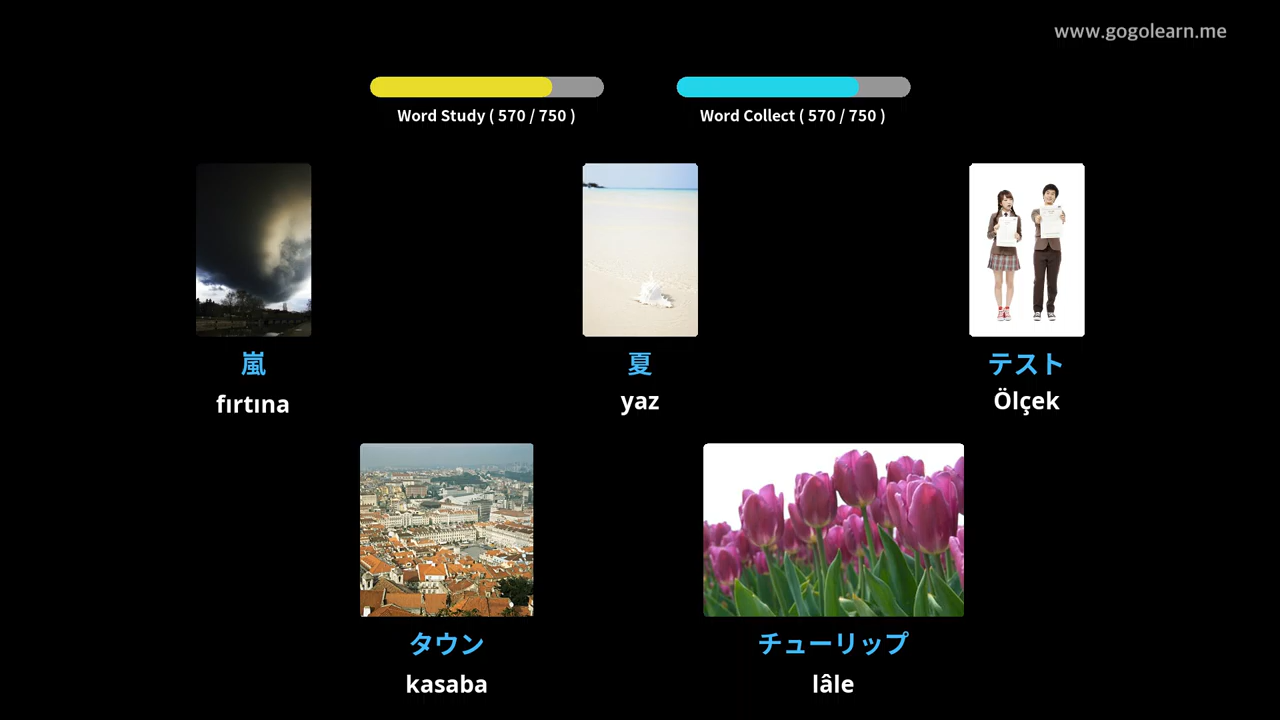 www.gogolearn.me
Word Study ( 570 / 750 )
Word Collect ( 570 / 750 )
嵐
fırtına
夏
yaz
テスト
Ölçek
タウン
kasaba
チューリップ
lâle